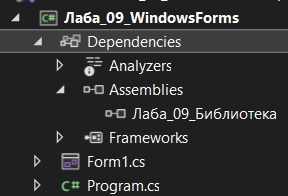 Лаба_09_WindowsForms
Dependencies
Analyzers
Assemblies
Лаба_09_Библиотека
Frameworks
Form1.cs
C# Program.cs